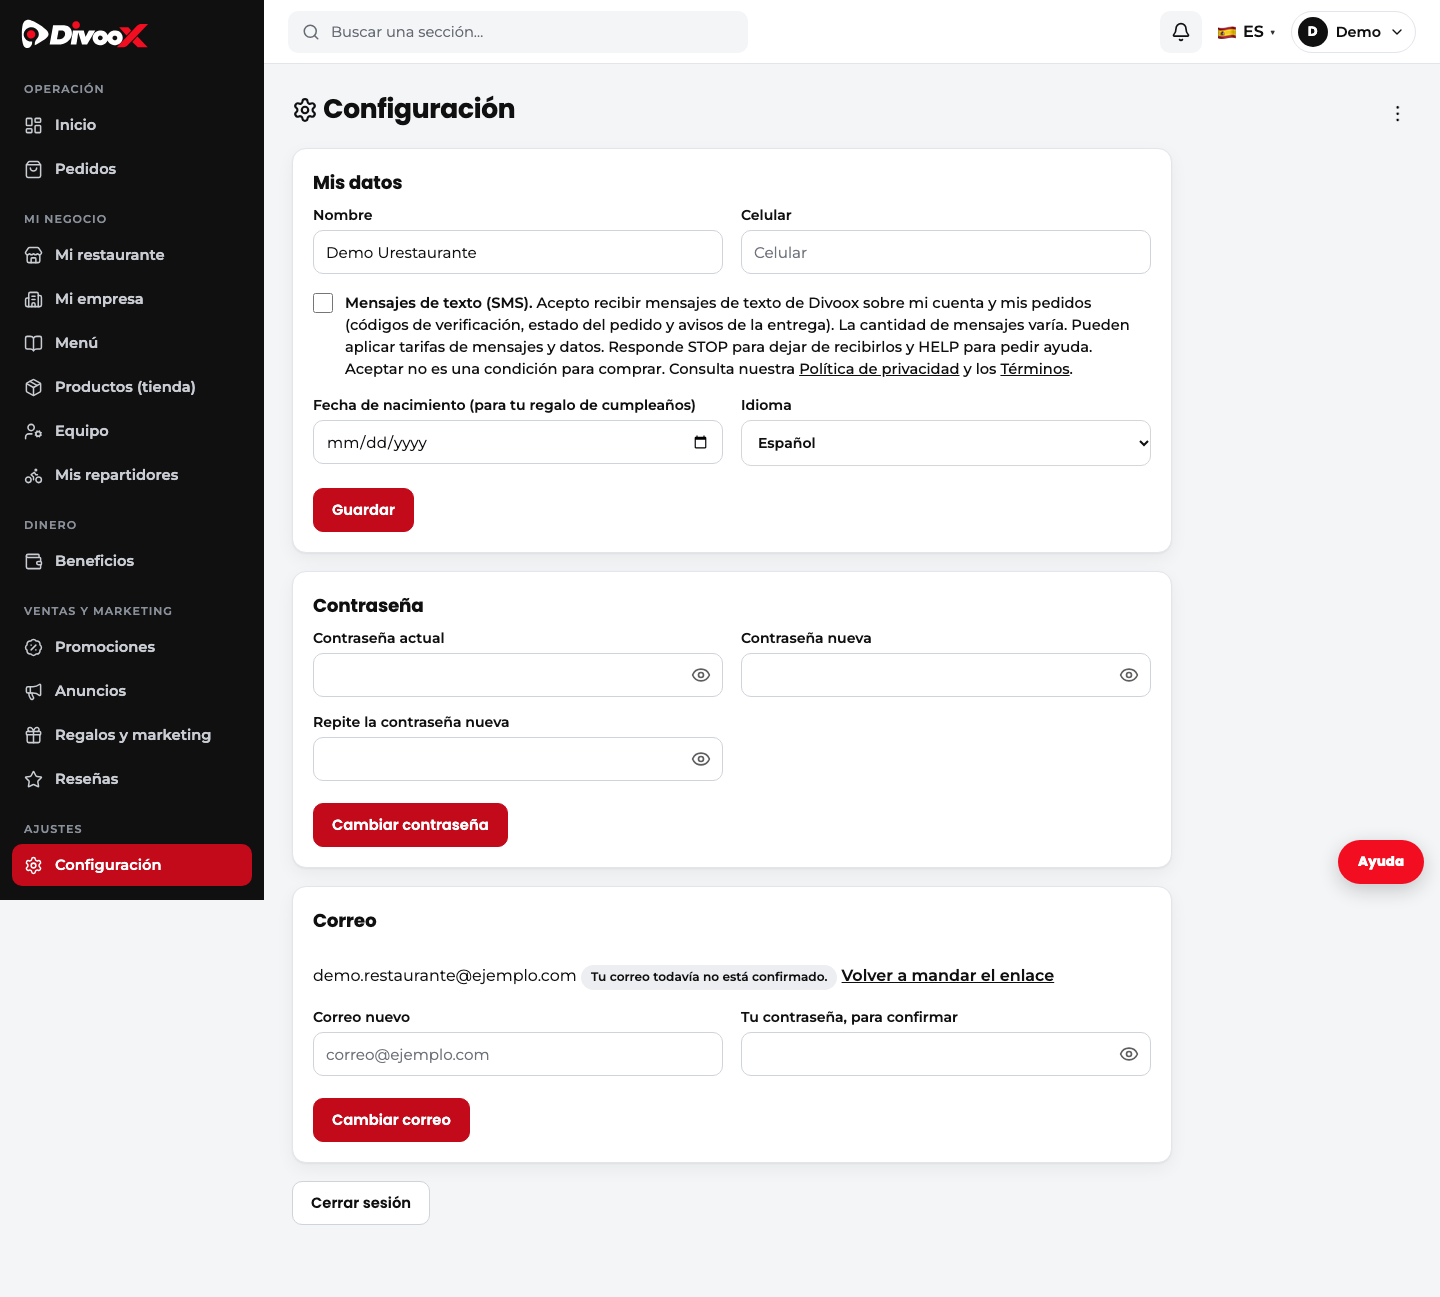 DivooX
OPERACIÓN
Inicio
Pedidos
MI NEGOCIO
Mi restaurante
Mi empresa
Menú
Productos (tienda)
Equipo
Mis repartidores
DINERO
Beneficios
VENTAS Y MARKETING
Promociones
Anuncios
Regalos y marketing
Reseñas
AJUSTES
Configuración
Buscar una sección...
ES
D
Demo
Configuración
Mis datos
Nombre
Celular
Demo Urestaurante
Celular
Mensajes de texto (SMS). Acepto recibir mensajes de texto de Divoox sobre mi cuenta y mis pedidos
(códigos de verificación, estado del pedido y avisos de la entrega). La cantidad de mensajes varía. Pueden
aplicar tarifas de mensajes y datos. Responde STOP para dejar de recibirlos y HELP para pedir ayuda.
Aceptar no es una condición para comprar. Consulta nuestra Política de privacidad y los Términos.
Fecha de nacimiento (para tu regalo de cumpleaños)
Idioma
mm/dd/yyyy
Español
Guardar
Contraseña
Contraseña actual
Contraseña nueva
Repite la contraseña nueva
Cambiar contraseña
Ayuda
Correo
demo.restaurante@ejemplo.com Tu correo todavía no está confirmado. Volver a mandar el enlace
Correo nuevo
Tu contraseña, para confirmar
correo@ejemplo.com
Cambiar correo
Cerrar sesión